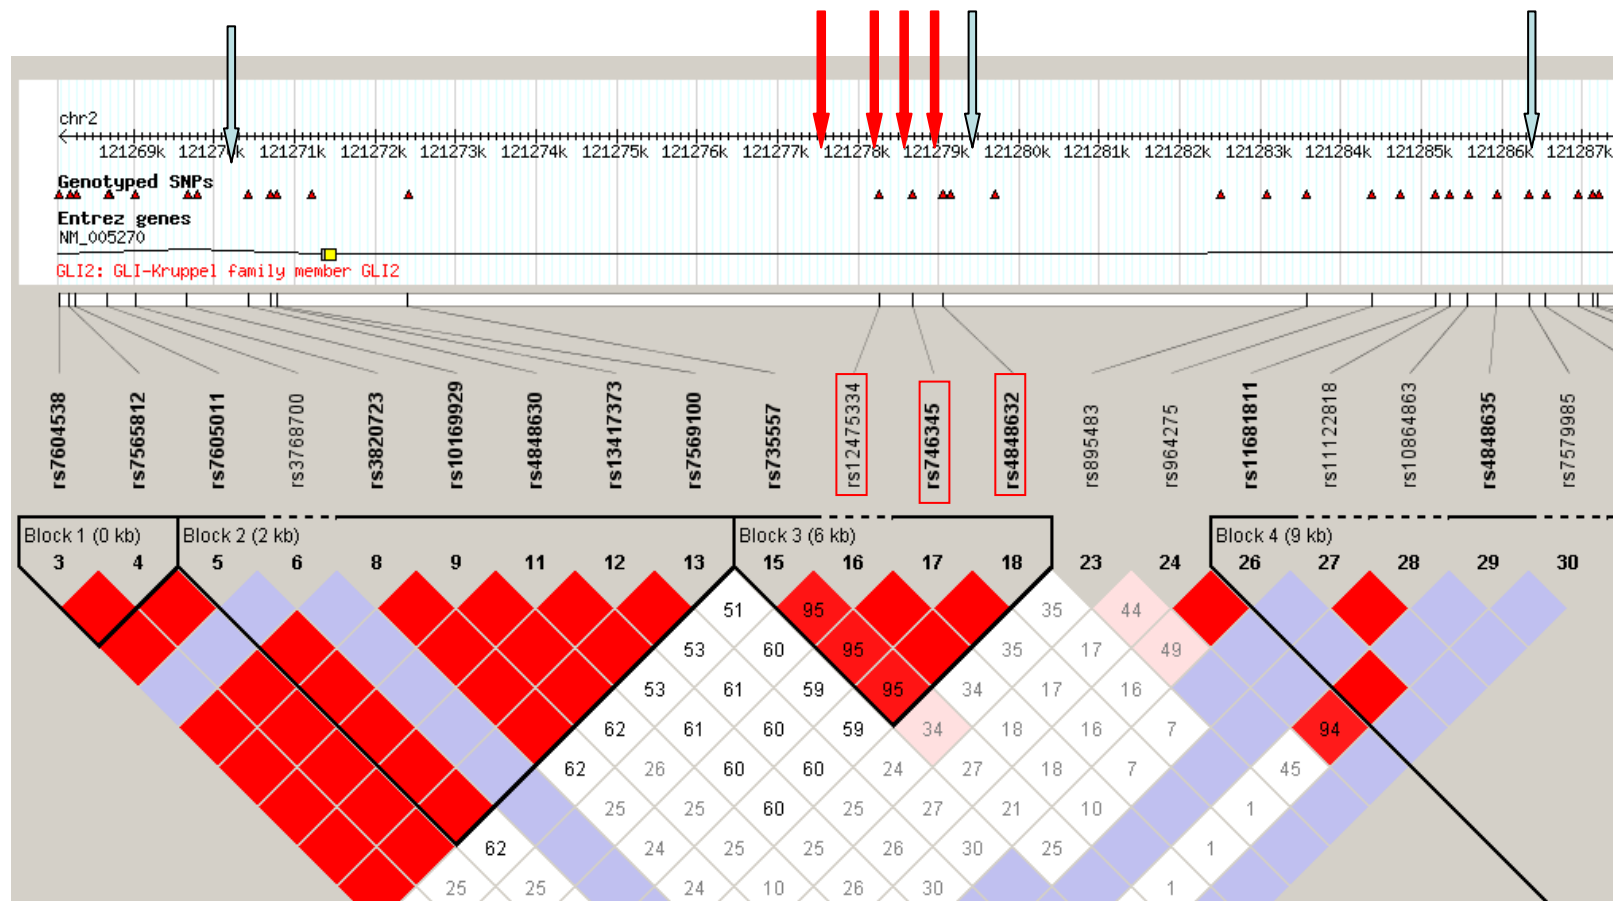 chr2
121269k 121270k 121271k 121272k 121273k 121274k 121275k 121276k 121277k 121278k 121279k 121280k 121281k 121282k 121283k 121284k 121285k 121286k 121287k
Genotyped SNPs
Entrez genes
NM_005270
GLI2: GLI-Kruppel family member GLI2
rs7604538 rs7565812 rs7605011 rs3768700 rs3820723 rs10169929 rs4848630 rs13417373 rs7569100 rs735557 rs12475334 rs746345 rs4848632 rs895483 rs964275 rs11681811 rs11122818 rs10864863 rs4848635 rs7579985
Block 1 (0 kb) Block 2 (2 kb) Block 3 (6 kb) Block 4 (9 kb)
3 4 5 6 8 9 11 12 13 15 16 17 18 23 24 26 27 28 29 30
51 95 35 44
53 60 95 35 17 49
53 61 59 95 34 17 16
62 61 60 59 34 18 16 7 94
62 26 60 60 24 27 18 7 45
25 25 60 25 27 21 10 1
62 24 25 25 26 30 25 1
25 25 24 10 26 30 1